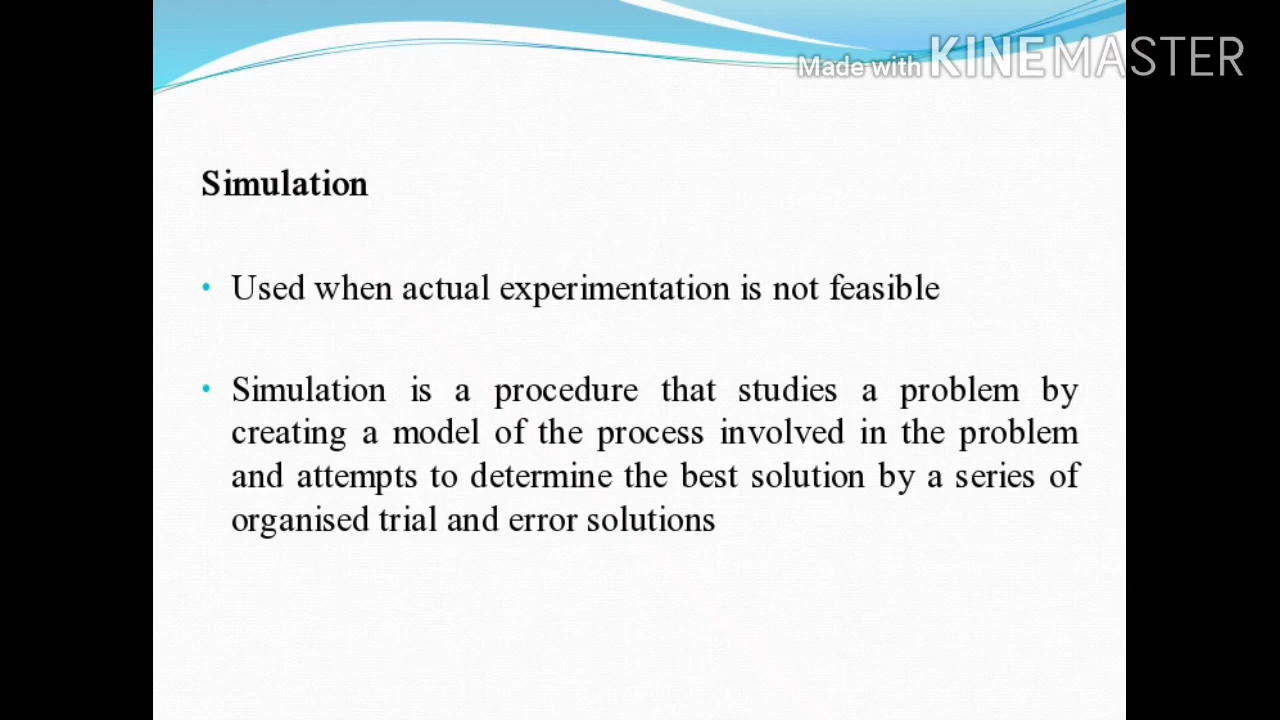 Made with KINEMASTER
Simulation
• Used when actual experimentation is not feasible
• Simulation is a procedure that studies a problem by
creating a model of the process involved in the problem
and attempts to determine the best solution by a series of
organised trial and error solutions